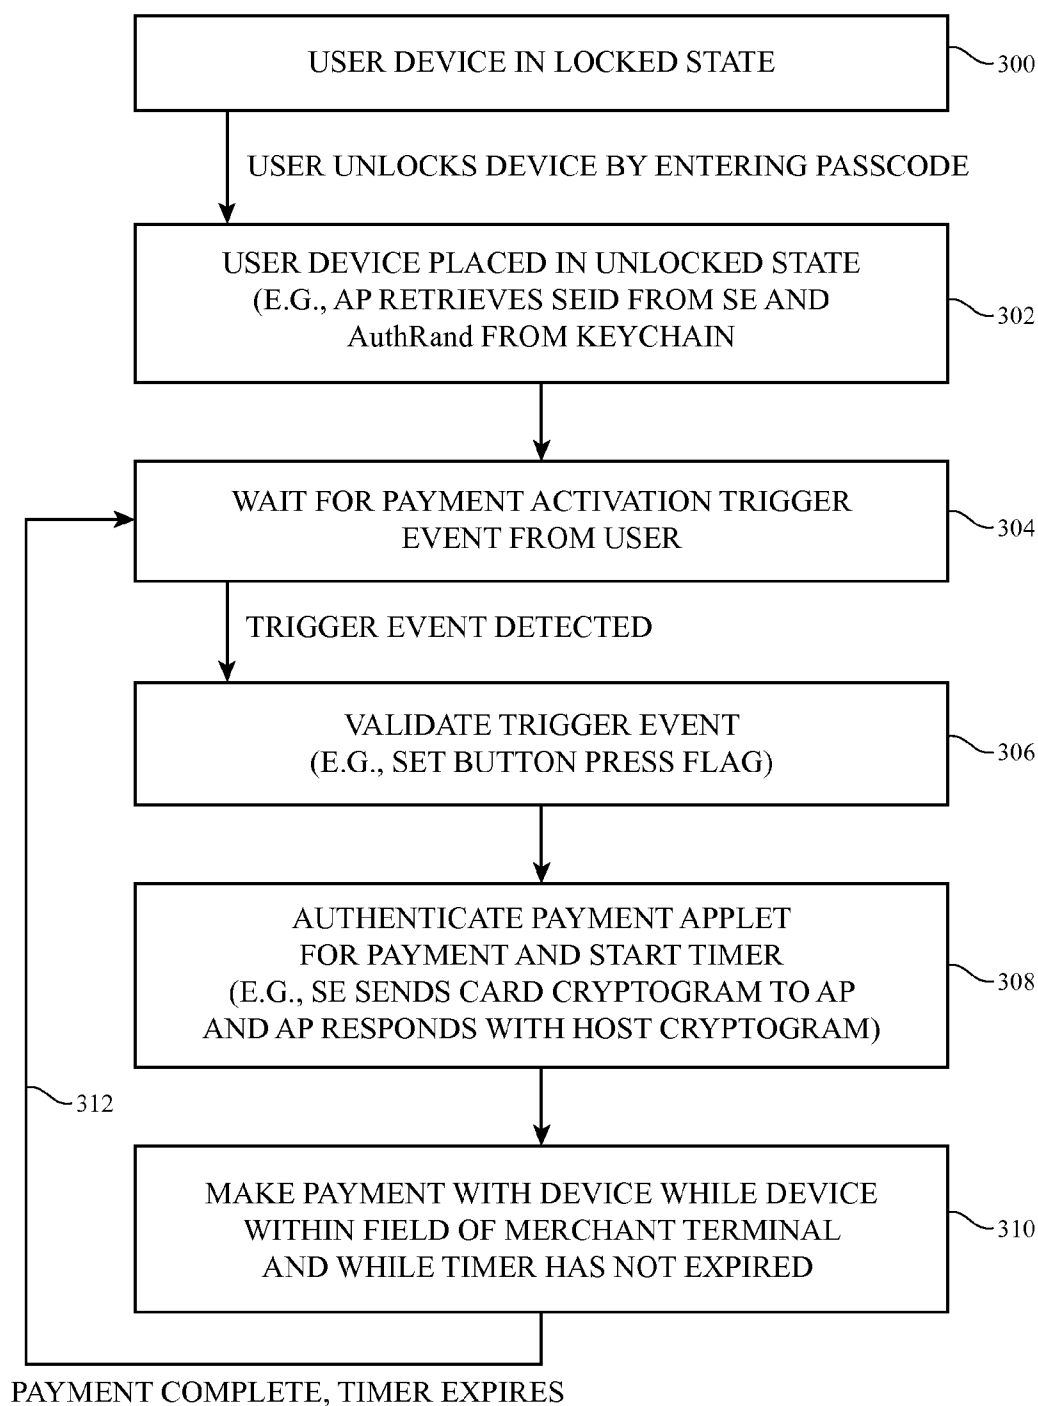 USER DEVICE IN LOCKED STATE
300
USER UNLOCKS DEVICE BY ENTERING PASSCODE
USER DEVICE PLACED IN UNLOCKED STATE
(E.G., AP RETRIEVES SEID FROM SE AND
AuthRand FROM KEYCHAIN
302
WAIT FOR PAYMENT ACTIVATION TRIGGER
EVENT FROM USER
304
TRIGGER EVENT DETECTED
VALIDATE TRIGGER EVENT
(E.G., SET BUTTON PRESS FLAG)
306
AUTHENTICATE PAYMENT APPLET
FOR PAYMENT AND START TIMER
(E.G., SE SENDS CARD CRYPTOGRAM TO AP
AND AP RESPONDS WITH HOST CRYPTOGRAM)
308
312
MAKE PAYMENT WITH DEVICE WHILE DEVICE
WITHIN FIELD OF MERCHANT TERMINAL
AND WHILE TIMER HAS NOT EXPIRED
310
PAYMENT COMPLETE, TIMER EXPIRES